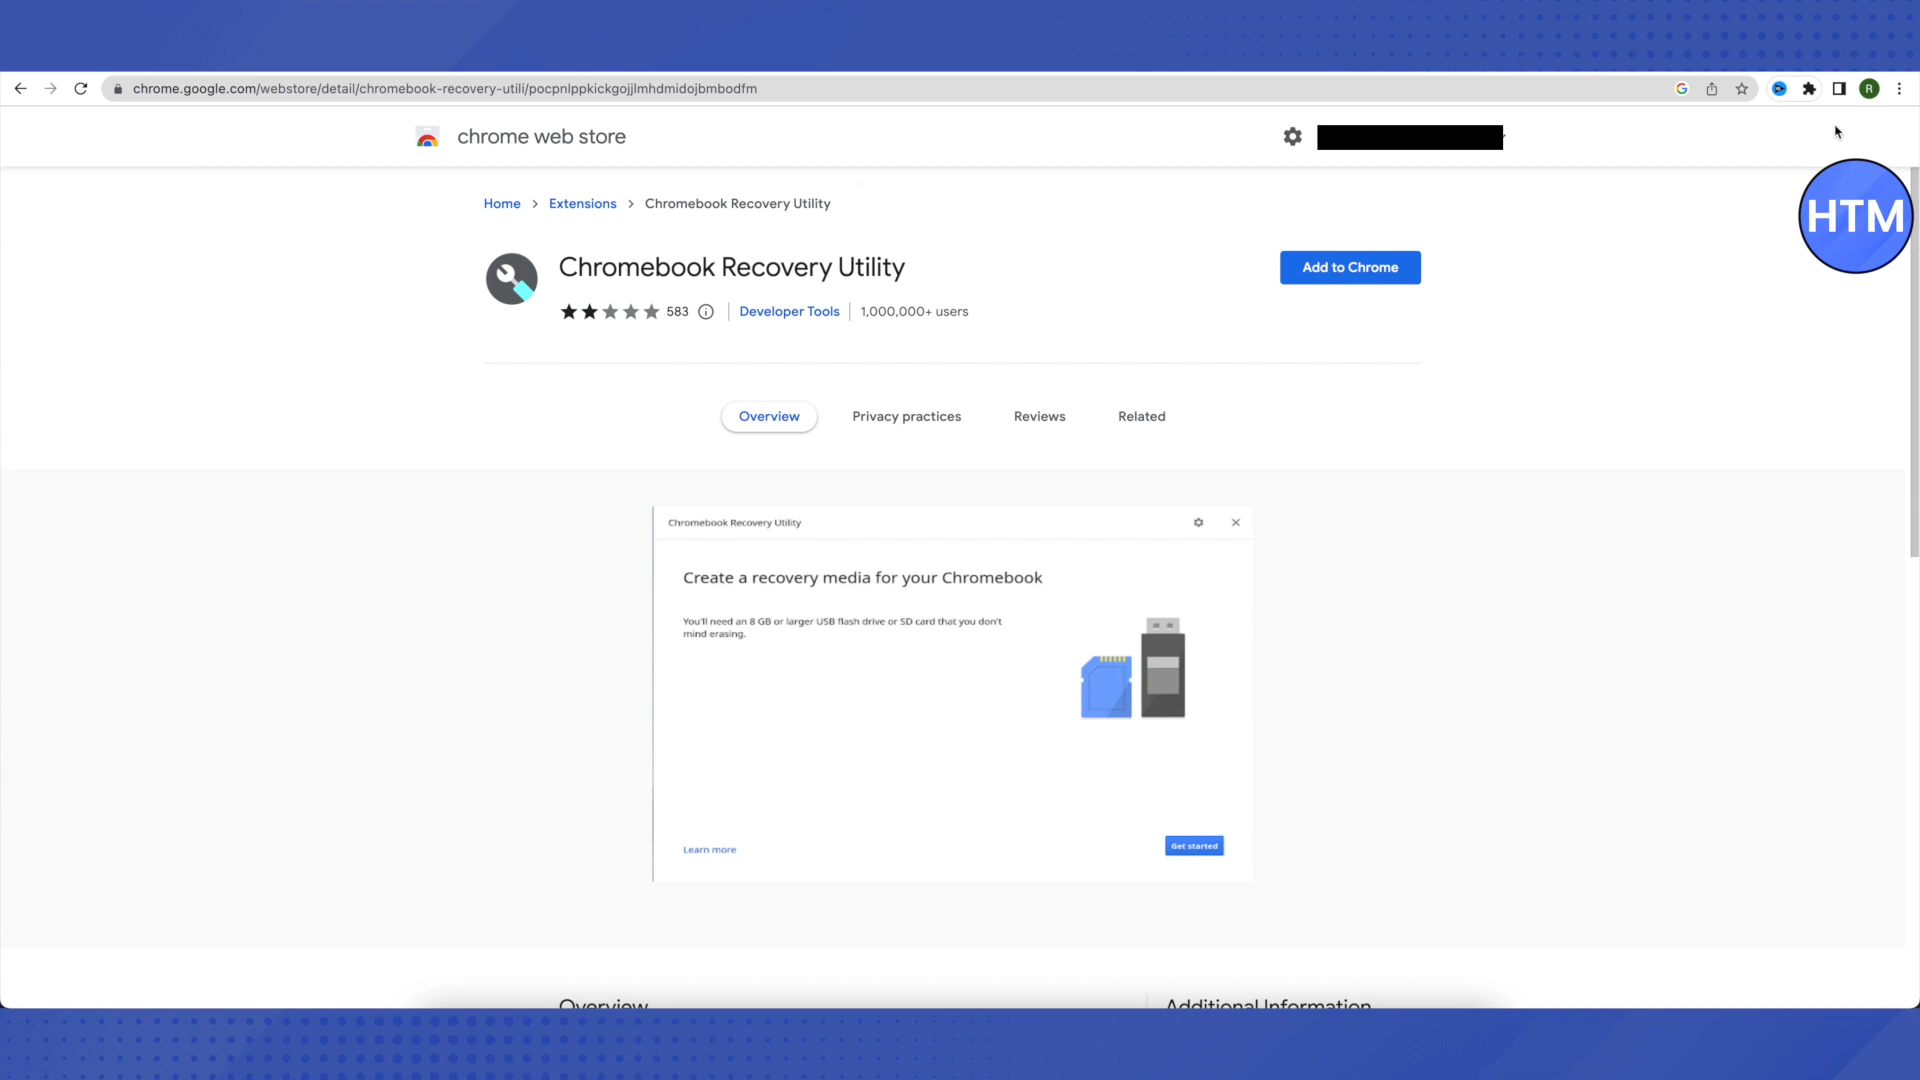 chrome.google.com/webstore/detail/chromebook-recovery-utili/pocpnlppkickgojjlmhdmidojbmbodfm
R
chrome web store
HTM
Home > Extensions > Chromebook Recovery Utility
Chromebook Recovery Utility
Add to Chrome
583
Developer Tools
1,000,000+ users
Overview
Privacy practices
Reviews
Related
Chromebook Recovery Utility
Create a recovery media for your Chromebook
You'll need an 8 GB or larger USB flash drive or SD card that you don't
mind erasing.
Learn more
Get started
Overview
Additional Information